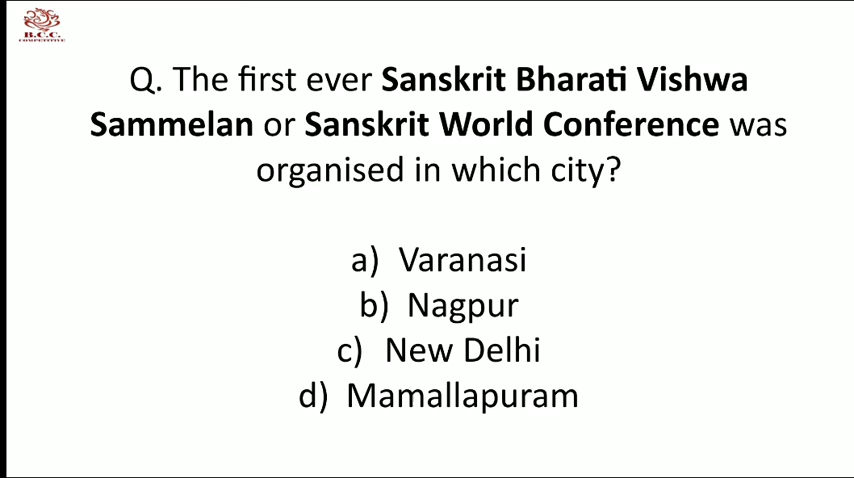 B.C.C.
COMPETITIVE
Q. The first ever Sanskrit Bharati Vishwa
Sammelan or Sanskrit World Conference was
organised in which city?
a) Varanasi
b) Nagpur
c) New Delhi
d) Mamallapuram